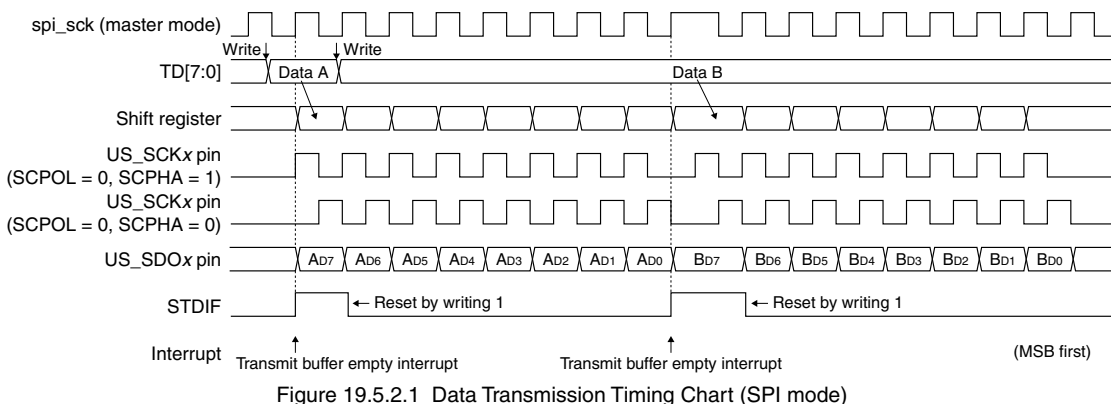 spi_sck (master mode)
Write Write
TD[7:0] Data A Data B
Shift register
US_SCKx pin
(SCPOL = 0, SCPHA = 1)
US_SCKx pin
(SCPOL = 0, SCPHA = 0)
US_SDOx pin AD7 AD6 AD5 AD4 AD3 AD2 AD1 AD0 BD7 BD6 BD5 BD4 BD3 BD2 BD1 BD0
STDIF ← Reset by writing 1 ← Reset by writing 1
Interrupt Transmit buffer empty interrupt Transmit buffer empty interrupt (MSB first)
Figure 19.5.2.1 Data Transmission Timing Chart (SPI mode)